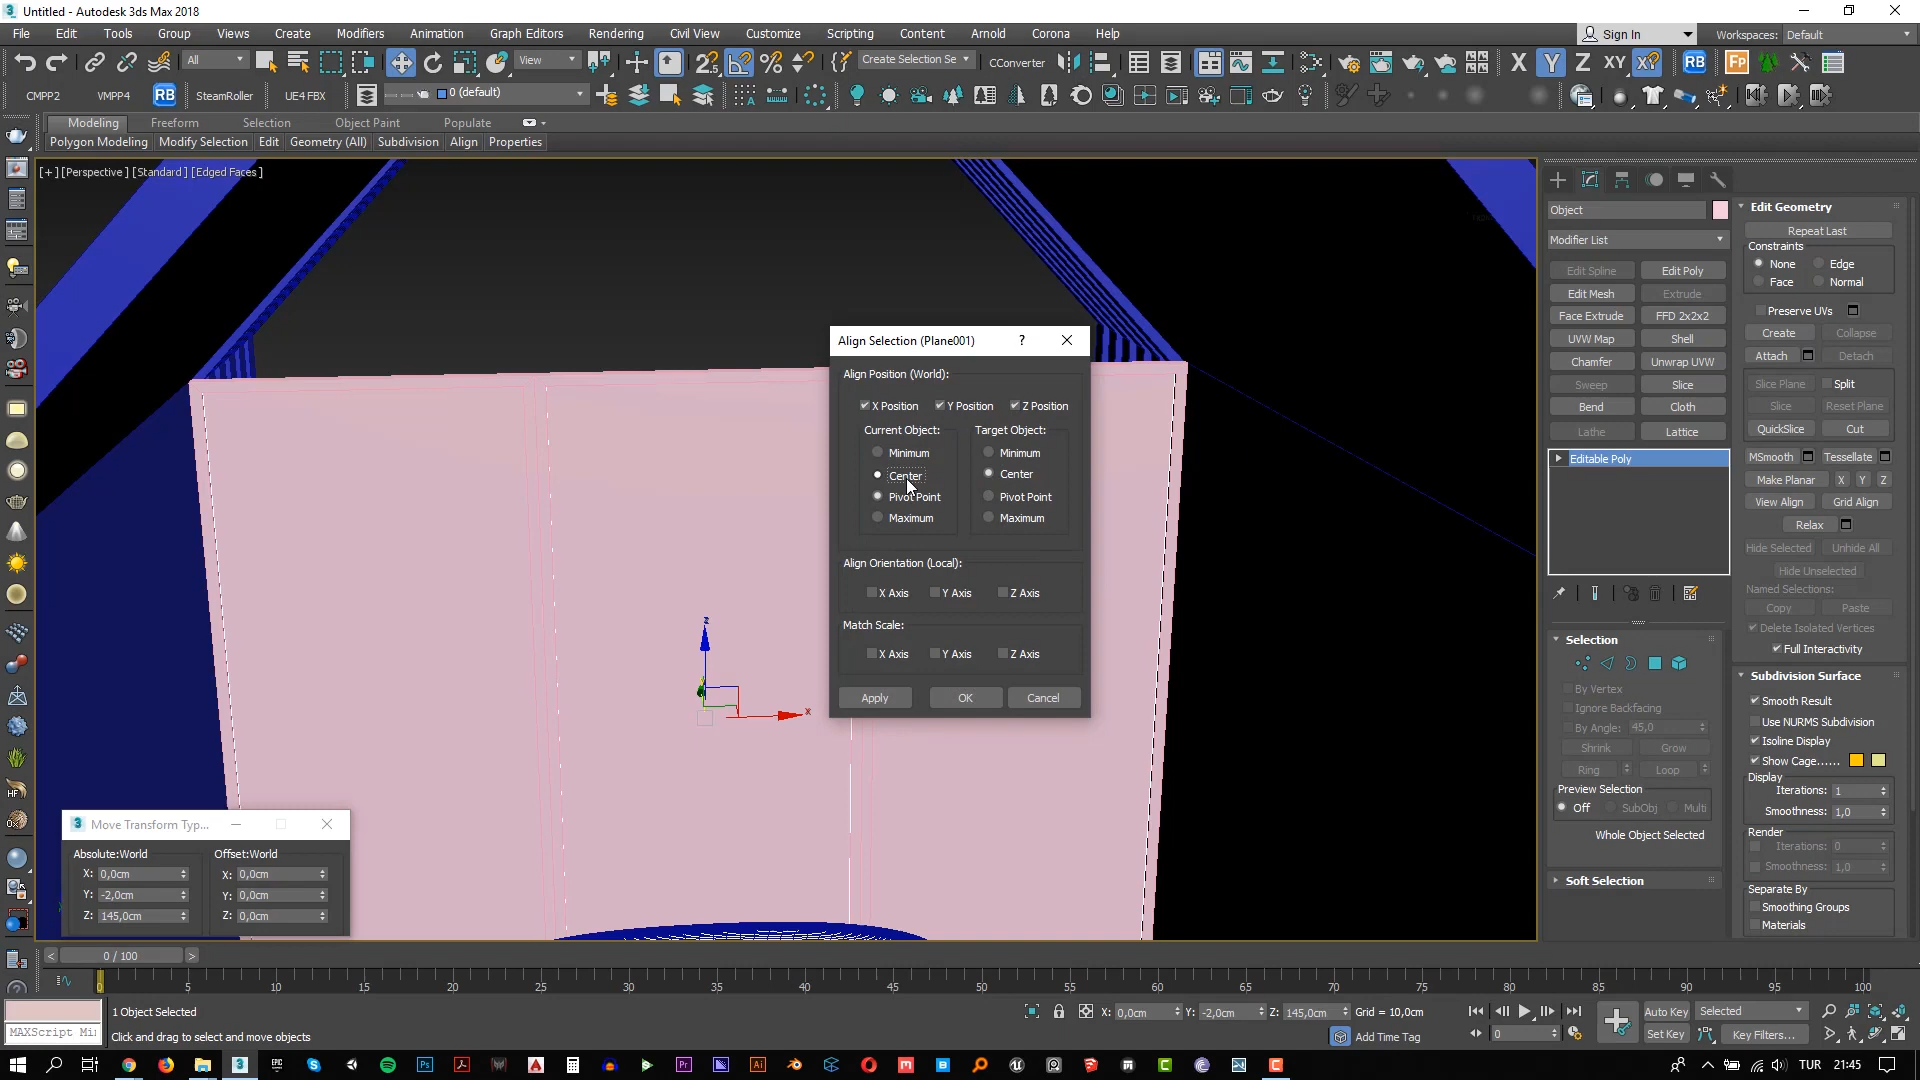 Untitled - Autodesk 3ds Max 2018
File Edit Tools Group Views Create Modifiers Animation Graph Editors Rendering Civil View Customize Scripting Content Arnold Corona Help
Sign In Workspaces: Default
All View Create Selection Se CConverter X Y Z XY RB Fp
CMPP2 VMPP4 RB SteamRoller UE4 FBX 0 (default)
Modeling Freeform Selection Object Paint Populate
Polygon Modeling Modify Selection Edit Geometry (All) Subdivision Align Properties
[+] [Perspective ] [Standard ] [Edged Faces ]
Align Selection (Plane001) ?
Align Position (World):
X Position Y Position Z Position
Current Object: Target Object:
Minimum Minimum
Center Center
Pivot Point Pivot Point
Maximum Maximum
Align Orientation (Local):
X Axis Y Axis Z Axis
Match Scale:
X Axis Y Axis Z Axis
Apply OK Cancel
z
x
Move Transform Typ...
Absolute:World Offset:World
X: 0,0cm X: 0,0cm
Y: -2,0cm Y: 0,0cm
Z: 145,0cm Z: 0,0cm
Object
Modifier List
Edit Spline Edit Poly
Edit Mesh Extrude
Face Extrude FFD 2x2x2
UVW Map Shell
Chamfer Unwrap UVW
Sweep Slice
Bend Cloth
Lathe Lattice
Editable Poly
Selection
By Vertex
Ignore Backfacing
By Angle: 45,0
Shrink Grow
Ring Loop
Preview Selection
Off SubObj Multi
Whole Object Selected
Soft Selection
Edit Geometry
Repeat Last
Constraints
None Edge
Face Normal
Preserve UVs
Create Collapse
Attach Detach
Slice Plane Split
Slice Reset Plane
QuickSlice Cut
MSmooth Tessellate
Make Planar X Y Z
View Align Grid Align
Relax
Hide Selected Unhide All
Hide Unselected
Named Selections:
Copy Paste
Delete Isolated Vertices
Full Interactivity
Subdivision Surface
Smooth Result
Use NURMS Subdivision
Isoline Display
Show Cage......
Display
Iterations: 1
Smoothness: 1,0
Render
Iterations: 0
Smoothness: 1,0
Separate By
Smoothing Groups
Materials
< 0 / 100 >
0 5 10 15 20 25 30 35 40 45 50 55 60 65 70 75 80 85 90 95 100
1 Object Selected X: 0,0cm Y: -2,0cm Z: 145,0cm Grid = 10,0cm Auto Key Selected
MAXScript Mi Click and drag to select and move objects Add Time Tag 0 Set Key Key Filters...
TUR 21:45